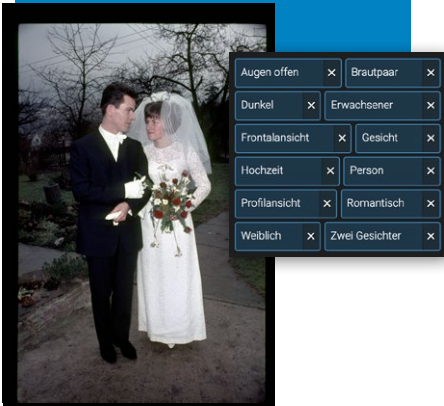 Augen offen × Brautpaar ×
Dunkel × Erwachsener ×
Frontalansicht × Gesicht ×
Hochzeit × Person ×
Profilansicht × Romantisch ×
Weiblich × Zwei Gesichter ×